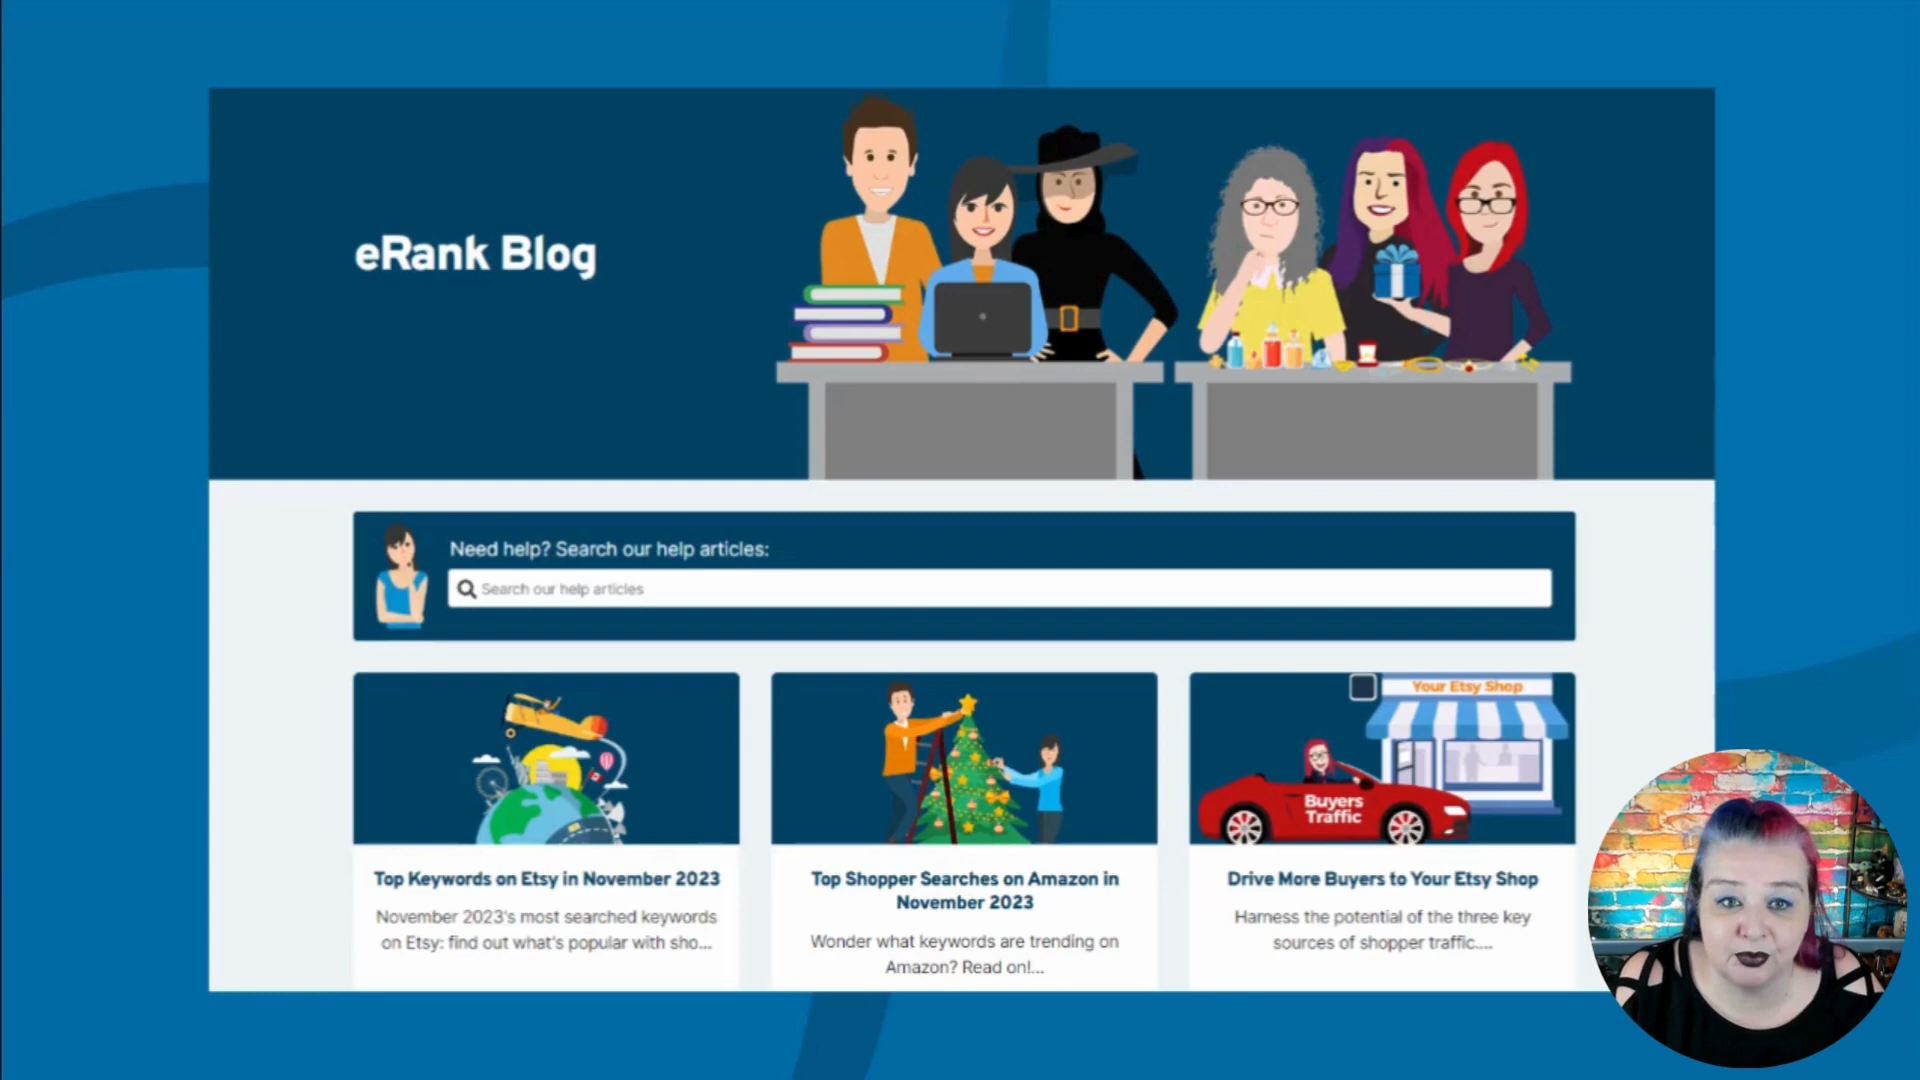 eRank Blog
Need help? Search our help articles:
Search our help articles
Your Etsy Shop
Buyers
Traffic
Top Keywords on Etsy in November 2023
November 2023's most searched keywords
on Etsy: find out what's popular with sho...
Top Shopper Searches on Amazon in
November 2023
Wonder what keywords are trending on
Amazon? Read on!...
Drive More Buyers to Your Etsy Shop
Harness the potential of the three key
sources of shopper traffic....